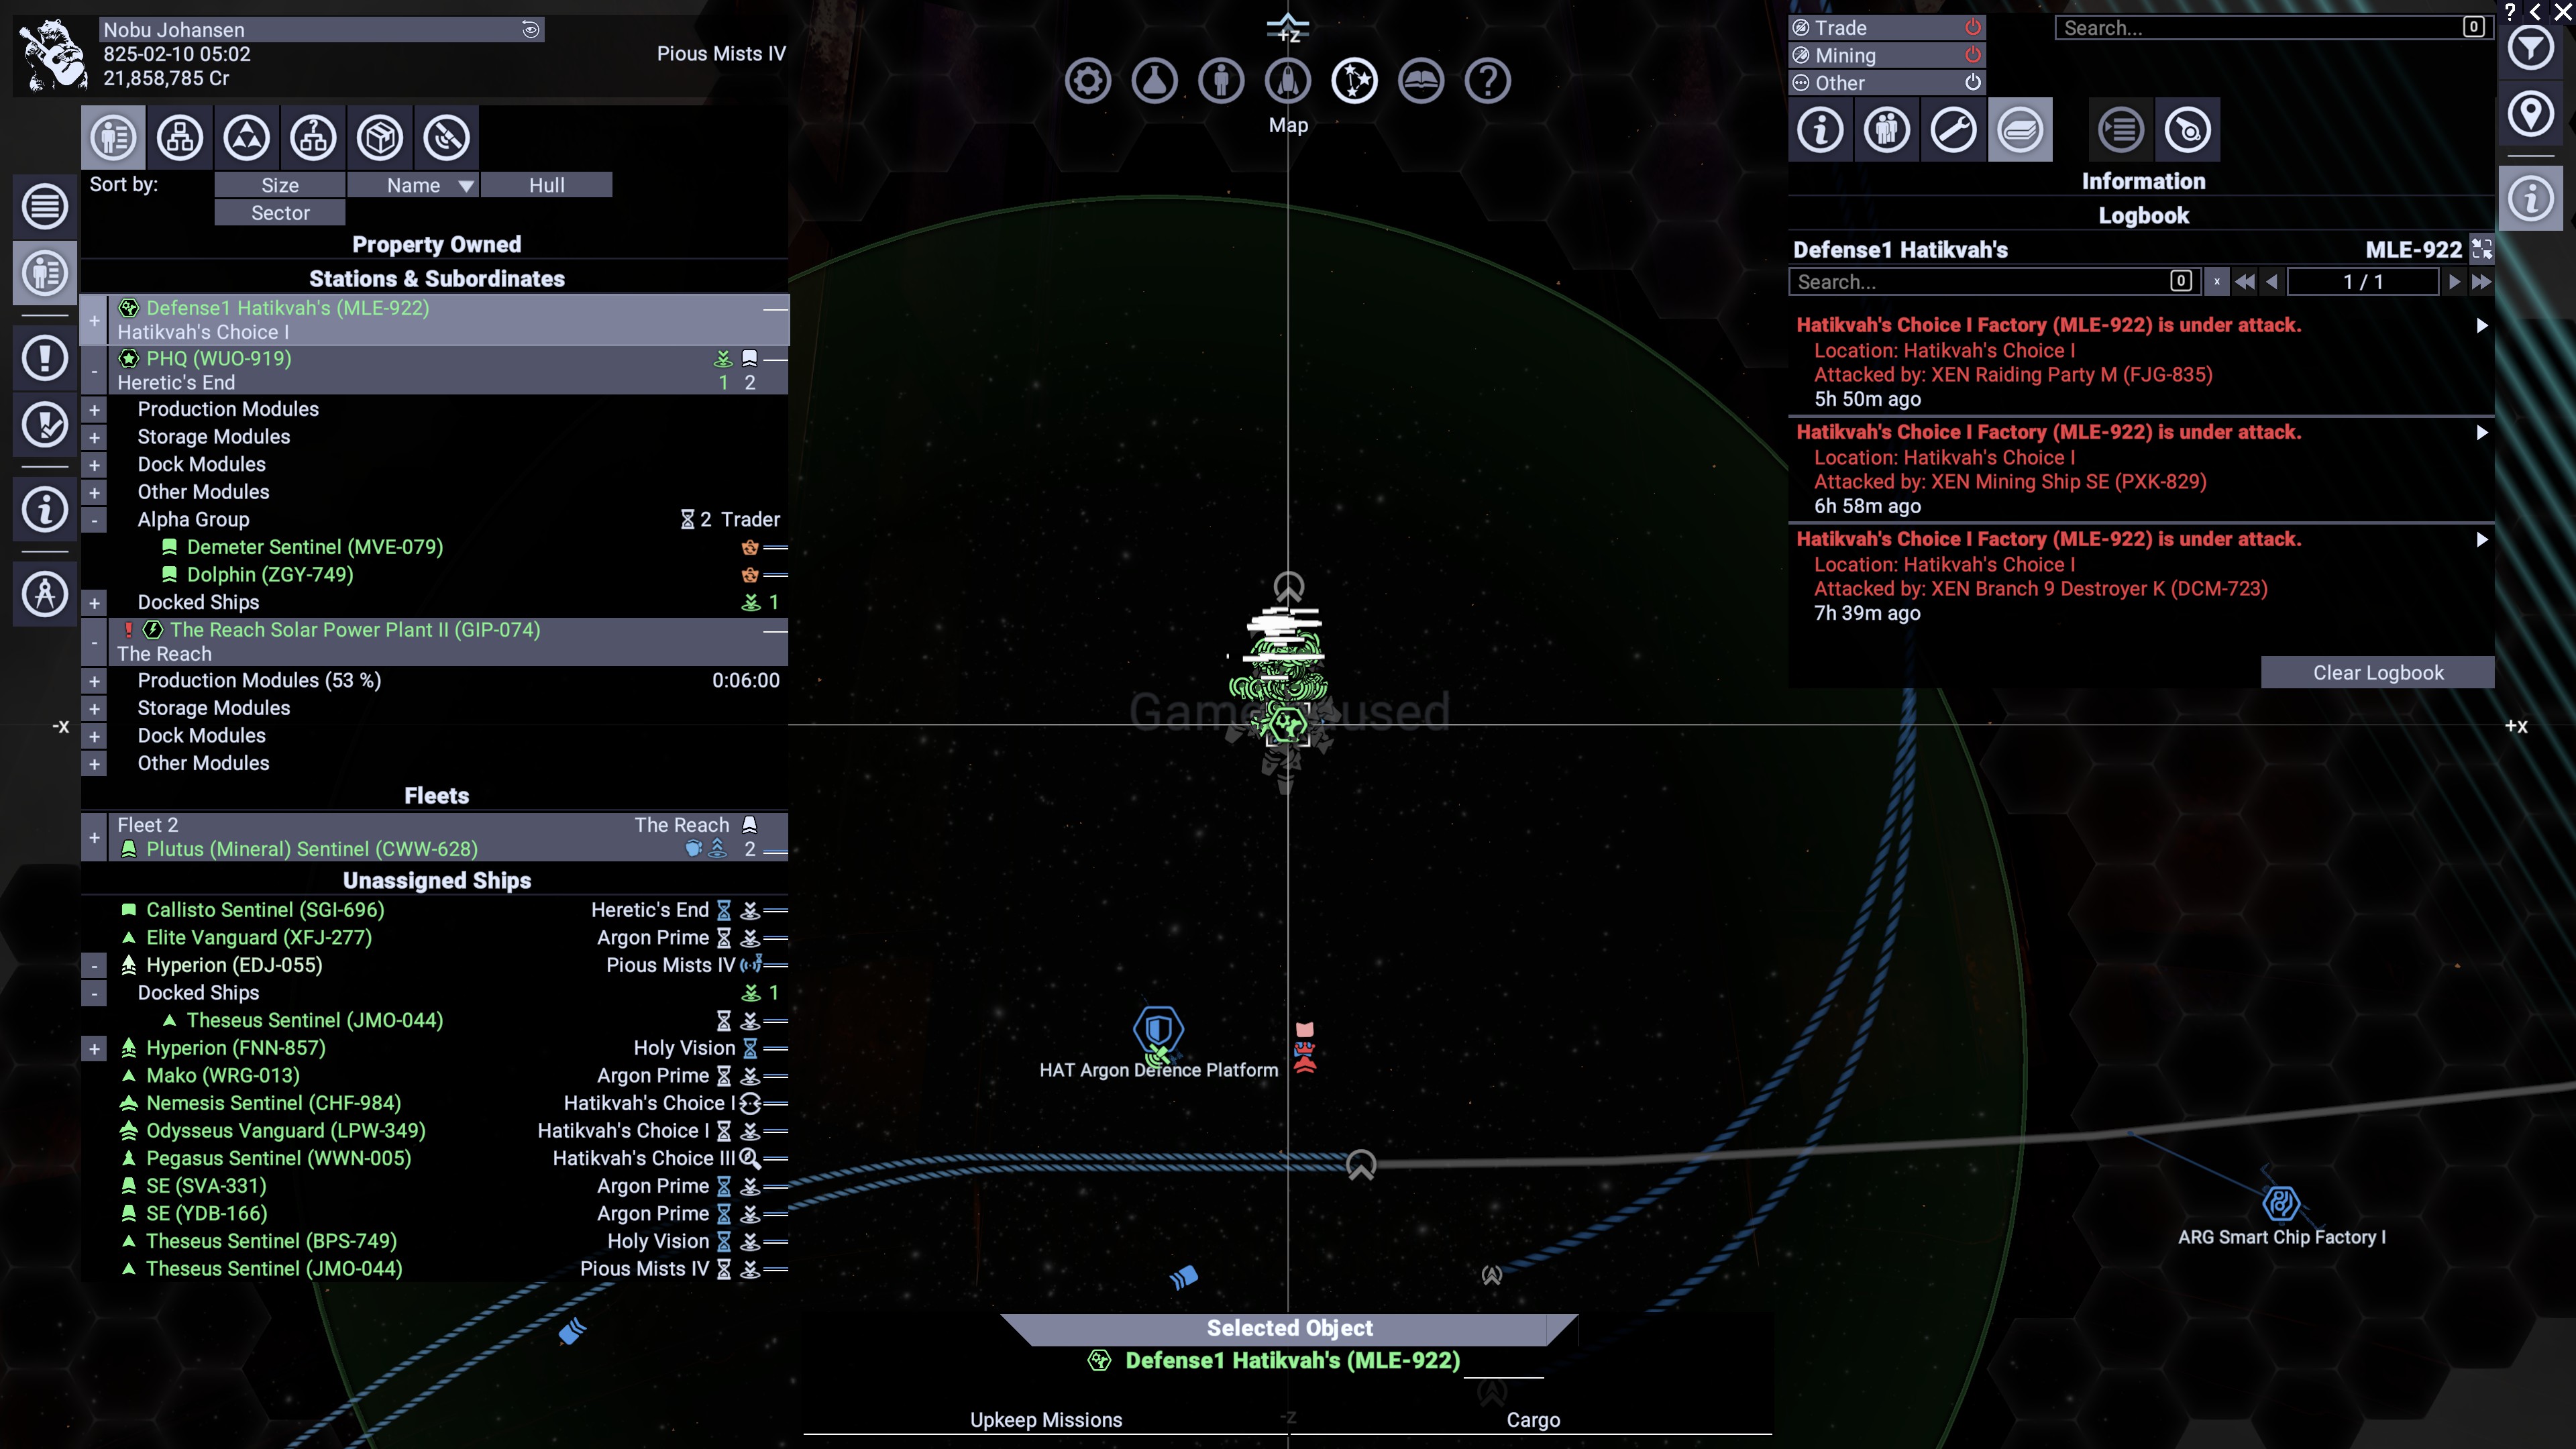 Nobu Johansen
825-02-10 05:02
21,858,785 Cr
Pious Mists IV
Sort by:
Size
Name
Hull
Sector
Property Owned
Stations & Subordinates
+
Defense1 Hatikvah's (MLE-922)
Hatikvah's Choice I
-
PHQ (WUO-919)
Heretic's End
1 2
+ Production Modules
+ Storage Modules
+ Dock Modules
+ Other Modules
- Alpha Group 2 Trader
Demeter Sentinel (MVE-079)
Dolphin (ZGY-749)
+ Docked Ships 1
! The Reach Solar Power Plant II (GIP-074)
-
The Reach
+ Production Modules (53 %) 0:06:00
+ Storage Modules
+ Dock Modules
+ Other Modules
Fleets
+
Fleet 2 The Reach
Plutus (Mineral) Sentinel (CWW-628) 2
Unassigned Ships
Callisto Sentinel (SGI-696) Heretic's End
Elite Vanguard (XFJ-277) Argon Prime
- Hyperion (EDJ-055) Pious Mists IV
- Docked Ships 1
Theseus Sentinel (JMO-044)
+ Hyperion (FNN-857) Holy Vision
Mako (WRG-013) Argon Prime
Nemesis Sentinel (CHF-984) Hatikvah's Choice I
Odysseus Vanguard (LPW-349) Hatikvah's Choice I
Pegasus Sentinel (WWN-005) Hatikvah's Choice III
SE (SVA-331) Argon Prime
SE (YDB-166) Argon Prime
Theseus Sentinel (BPS-749) Holy Vision
Theseus Sentinel (JMO-044) Pious Mists IV
+z
Map
-x
+x
HAT Argon Defence Platform
ARG Smart Chip Factory I
Selected Object
Defense1 Hatikvah's (MLE-922)
Upkeep Missions
-z
Cargo
? < X
Trade
Mining
Other
Search... 0
Information
Logbook
Defense1 Hatikvah's MLE-922
Search... 0 x 1 / 1
Hatikvah's Choice I Factory (MLE-922) is under attack.
Location: Hatikvah's Choice I
Attacked by: XEN Raiding Party M (FJG-835)
5h 50m ago
Hatikvah's Choice I Factory (MLE-922) is under attack.
Location: Hatikvah's Choice I
Attacked by: XEN Mining Ship SE (PXK-829)
6h 58m ago
Hatikvah's Choice I Factory (MLE-922) is under attack.
Location: Hatikvah's Choice I
Attacked by: XEN Branch 9 Destroyer K (DCM-723)
7h 39m ago
Clear Logbook